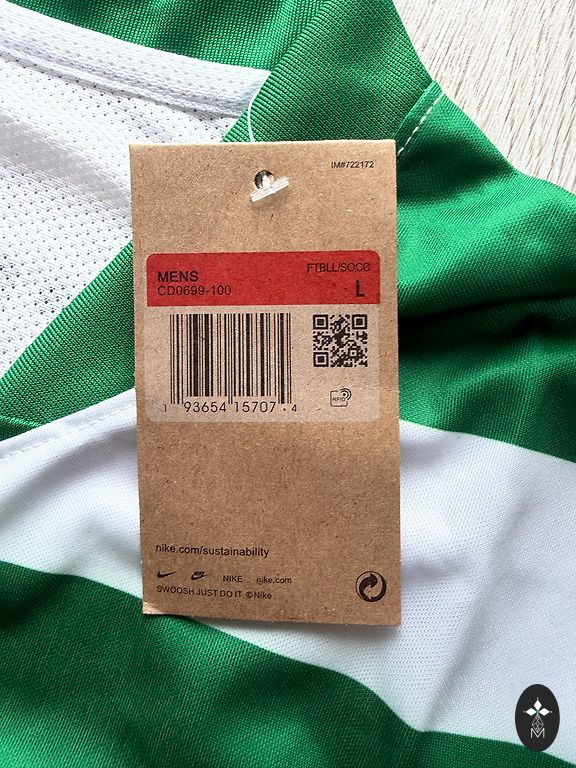 IM#722172
FTBLL/SOCC
MENS
CD0699-100
L
1 93654 15707 4
RFID
nike.com/sustainability
NIKE nike.com
SWOOSH JUST DO IT ©Nike
M